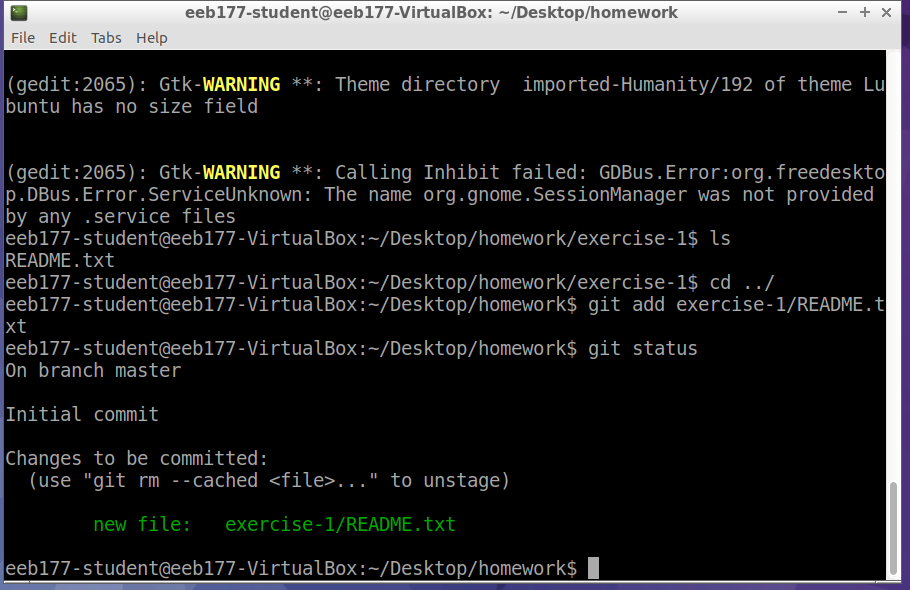 eeb177-student@eeb177-VirtualBox: ~/Desktop/homework
File Edit Tabs Help
(gedit:2065): Gtk-WARNING **: Theme directory  imported-Humanity/192 of theme Lu
buntu has no size field
(gedit:2065): Gtk-WARNING **: Calling Inhibit failed: GDBus.Error:org.freedeskto
p.DBus.Error.ServiceUnknown: The name org.gnome.SessionManager was not provided
by any .service files
eeb177-student@eeb177-VirtualBox:~/Desktop/homework/exercise-1$ ls
README.txt
eeb177-student@eeb177-VirtualBox:~/Desktop/homework/exercise-1$ cd ../
eeb177-student@eeb177-VirtualBox:~/Desktop/homework$ git add exercise-1/README.t
xt
eeb177-student@eeb177-VirtualBox:~/Desktop/homework$ git status
On branch master
Initial commit
Changes to be committed:
  (use "git rm --cached <file>..." to unstage)
        new file:   exercise-1/README.txt
eeb177-student@eeb177-VirtualBox:~/Desktop/homework$